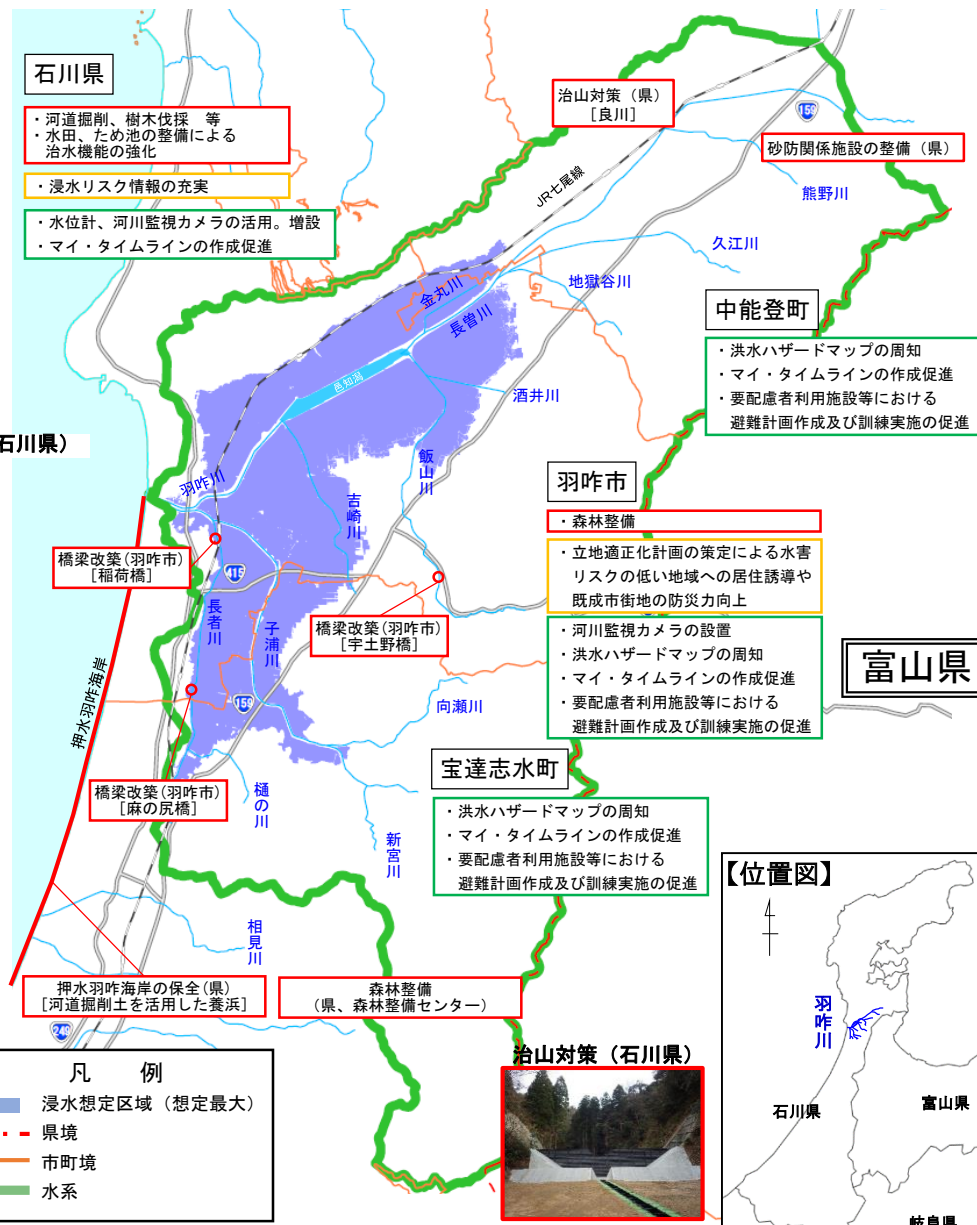 石川県
・河道掘削、樹木伐採　等
・水田、ため池の整備による
治水機能の強化
・浸水リスク情報の充実
・水位計、河川監視カメラの活用。増設
・マイ・タイムラインの作成促進
治山対策（県）
［良川］
159
砂防関係施設の整備（県）
JR七尾線
熊野川
久江川
地獄谷川
金丸川
長曽川
邑知潟
酒井川
飯山川
吉崎川
羽咋川
石川県）
中能登町
・洪水ハザードマップの周知
・マイ・タイムラインの作成促進
・要配慮者利用施設等における
避難計画作成及び訓練実施の促進
羽咋市
・森林整備
・立地適正化計画の策定による水害
リスクの低い地域への居住誘導や
既成市街地の防災力向上
・河川監視カメラの設置
・洪水ハザードマップの周知
・マイ・タイムラインの作成促進
・要配慮者利用施設等における
避難計画作成及び訓練実施の促進
富山県
橋梁改築(羽咋市)
［稲荷橋］
415
長者川
子浦川
橋梁改築(羽咋市)
［宇土野橋］
159
向瀬川
押水羽咋海岸
橋梁改築(羽咋市)
［麻の尻橋］
樋の川
新宮川
宝達志水町
・洪水ハザードマップの周知
・マイ・タイムラインの作成促進
・要配慮者利用施設等における
避難計画作成及び訓練実施の促進
相見川
押水羽咋海岸の保全(県)
［河道掘削土を活用した養浜］
249
森林整備
（県、森林整備センター）
治山対策（石川県）
凡　例
浸水想定区域（想定最大）
県境
市町境
水系
【位置図】
羽咋川
石川県
富山県
岐阜県